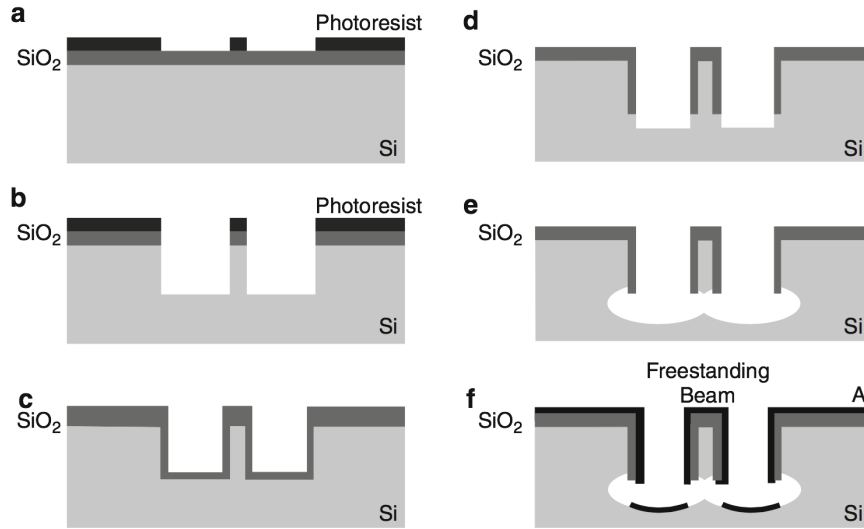 a
Photoresist
SiO₂
Si
b
Photoresist
SiO₂
Si
c
SiO₂
Si
d
SiO₂
Si
e
SiO₂
Si
f
Freestanding
Beam
A
SiO₂
Si